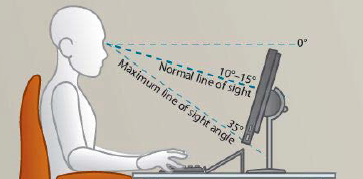 0°
10°-15°
Normal line of sight
35°
Maximum line of sight angle